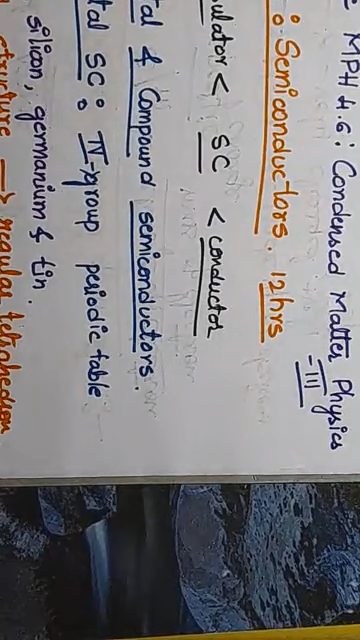 MPH 4.6: Condensed Matter Physics
-III
: Semiconductors. 12hrs
ulator < SC < conductor
tal & Compound semiconductors.
tal SC: IV-group periodic table
silicon, germanium & tin.
structure → regular tetrahedron